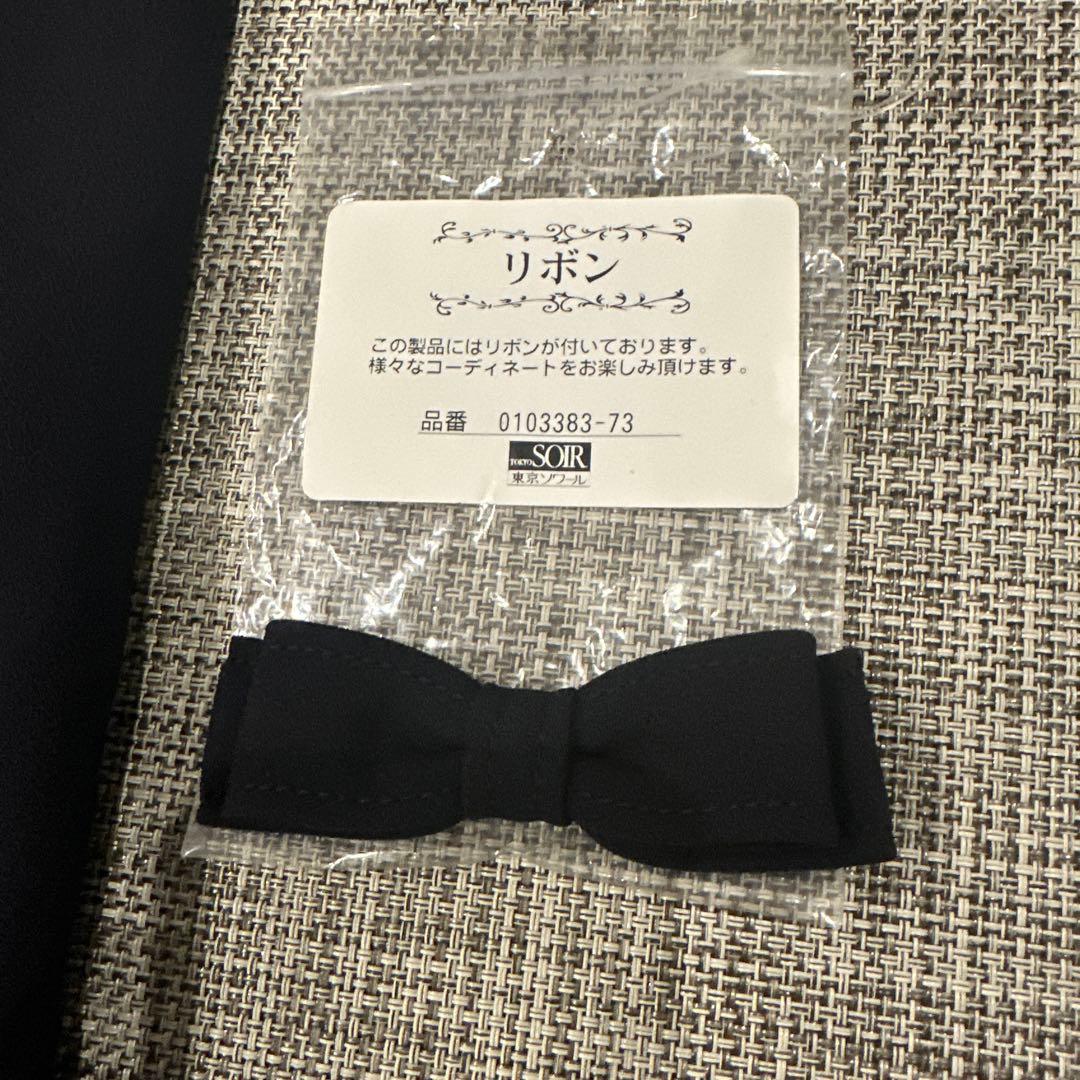 リボン
この製品にはリボンが付いております。
様々なコーディネートをお楽しみ頂けます。
品番 0103383-73
TOKYO SOIR
東京ソワール